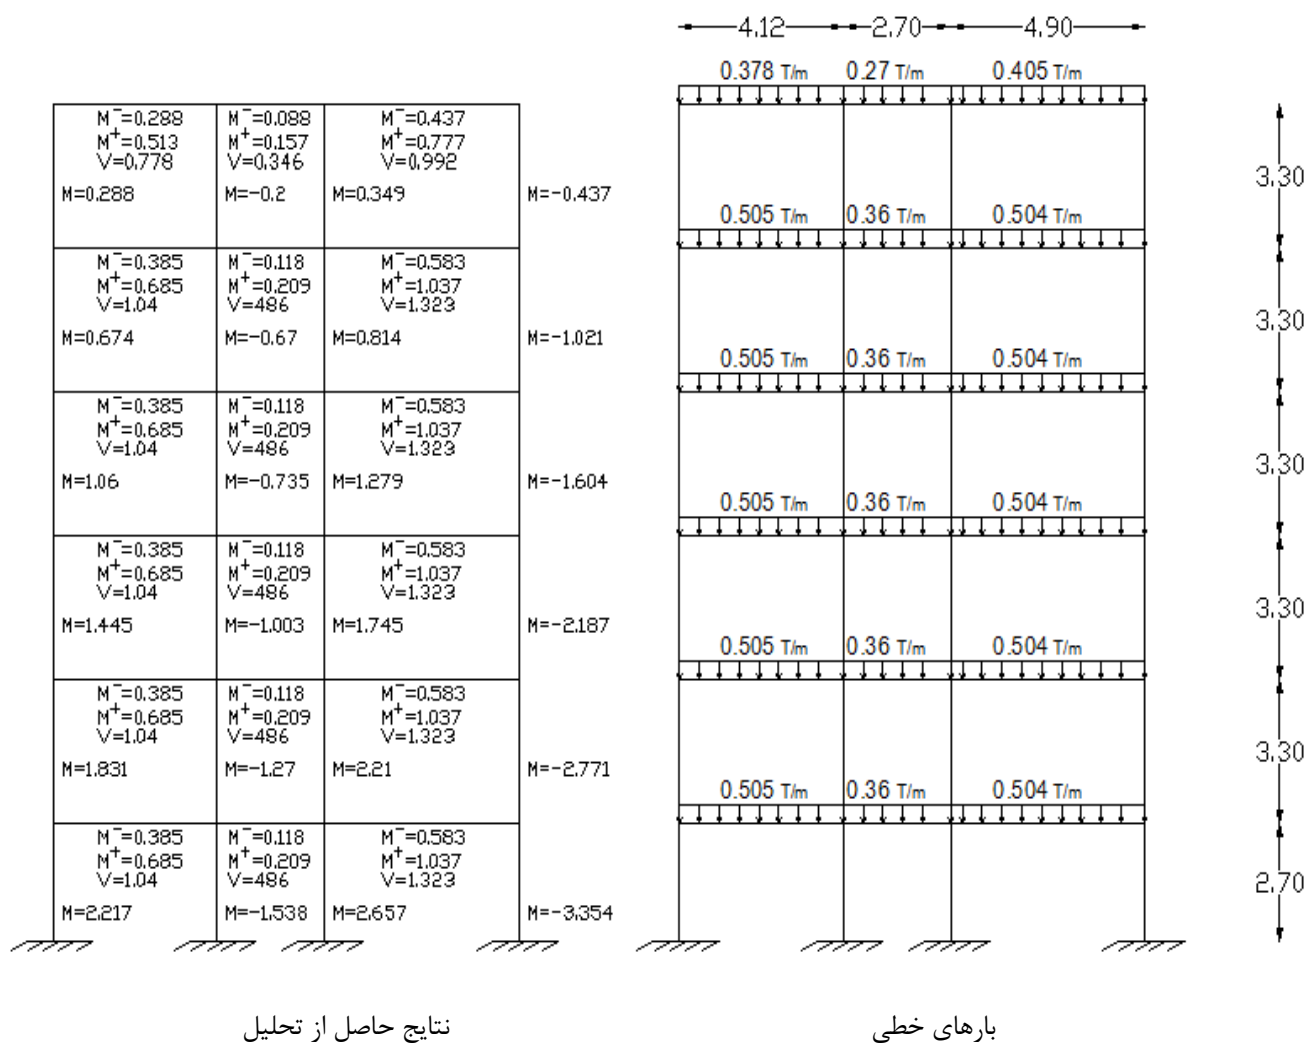 4.12 2.70 4.90
0.378 T/m 0.27 T/m 0.405 T/m
M⁻=0.288 M⁻=0.088 M⁻=0.437
M⁺=0.513 M⁺=0.157 M⁺=0.777
V=0.778 V=0.346 V=0.992
M=0.288 M=-0.2 M=0.349 M=-0.437
3.30
0.505 T/m 0.36 T/m 0.504 T/m
M⁻=0.385 M⁻=0.118 M⁻=0.583
M⁺=0.685 M⁺=0.209 M⁺=1.037
V=1.04 V=486 V=1.323
M=0.674 M=-0.67 M=0.814 M=-1.021
3.30
0.505 T/m 0.36 T/m 0.504 T/m
M⁻=0.385 M⁻=0.118 M⁻=0.583
M⁺=0.685 M⁺=0.209 M⁺=1.037
V=1.04 V=486 V=1.323
M=1.06 M=-0.735 M=1.279 M=-1.604
3.30
0.505 T/m 0.36 T/m 0.504 T/m
M⁻=0.385 M⁻=0.118 M⁻=0.583
M⁺=0.685 M⁺=0.209 M⁺=1.037
V=1.04 V=486 V=1.323
M=1.445 M=-1.003 M=1.745 M=-2.187
3.30
0.505 T/m 0.36 T/m 0.504 T/m
M⁻=0.385 M⁻=0.118 M⁻=0.583
M⁺=0.685 M⁺=0.209 M⁺=1.037
V=1.04 V=486 V=1.323
M=1.831 M=-1.27 M=2.21 M=-2.771
3.30
0.505 T/m 0.36 T/m 0.504 T/m
M⁻=0.385 M⁻=0.118 M⁻=0.583
M⁺=0.685 M⁺=0.209 M⁺=1.037
V=1.04 V=486 V=1.323
M=2.217 M=-1.538 M=2.657 M=-3.354
2.70
بارهای خطی
نتایج حاصل از تحلیل